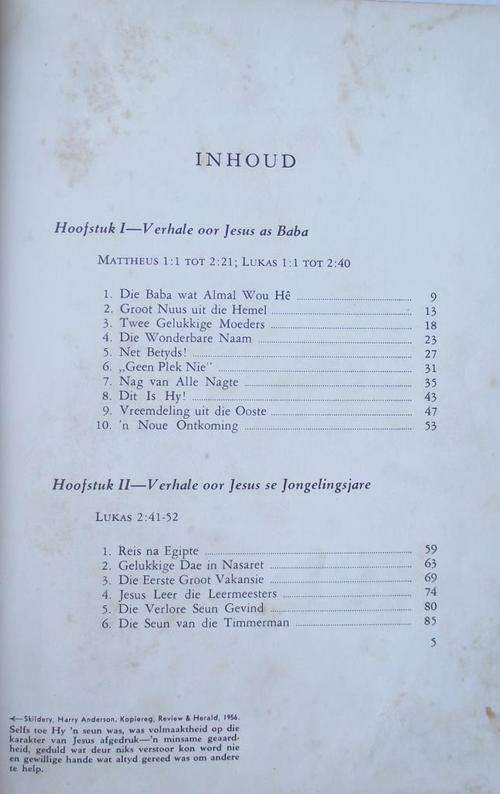 INHOUD
Hoofstuk I—Verhale oor Jesus as Baba
MATTHEUS 1:1 TOT 2:21; LUKAS 1:1 TOT 2:40
1. Die Baba wat Almal Wou Hê 9
2. Groot Nuus uit die Hemel 13
3. Twee Gelukkige Moeders 18
4. Die Wonderbare Naam 23
5. Net Betyds! 27
6. „Geen Plek Nie" 31
7. Nag van Alle Nagte 35
8. Dit Is Hy! 43
9. Vreemdeling uit die Ooste 47
10. 'n Noue Ontkoming 53
Hoofstuk II—Verhale oor Jesus se Jongelingsjare
LUKAS 2:41-52
1. Reis na Egipte 59
2. Gelukkige Dae in Nasaret 63
3. Die Eerste Groot Vakansie 69
4. Jesus Leer die Leermeesters 74
5. Die Verlore Seun Gevind 80
6. Die Seun van die Timmerman 85
5
←—Skildery, Harry Anderson, Kopiereg, Review & Herald, 1956.
Selfs toe Hy 'n seun was, was volmaaktheid op die
karakter van Jesus afgedruk—'n minsame geaard-
heid, geduld wat deur niks verstoor kon word nie
en gewillige hande wat altyd gereed was om andere
te help.